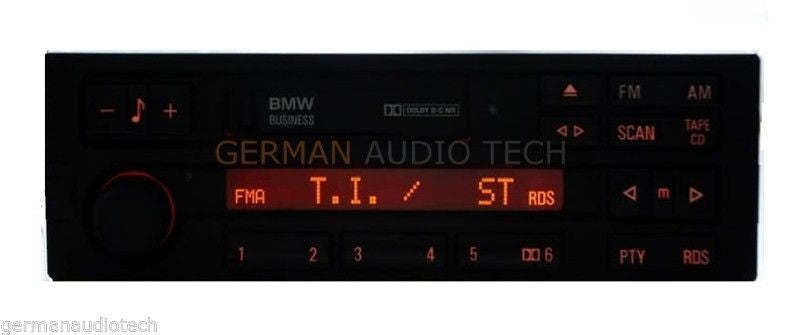 FM AM
BMW
BUSINESS
DOLBY B-C NR
− +
SCAN TAPE
CD
GERMAN AUDIO TECH
FMA T.I. / ST RDS
m
1 2 3 4 5 6
PTY RDS
germanaudiotech